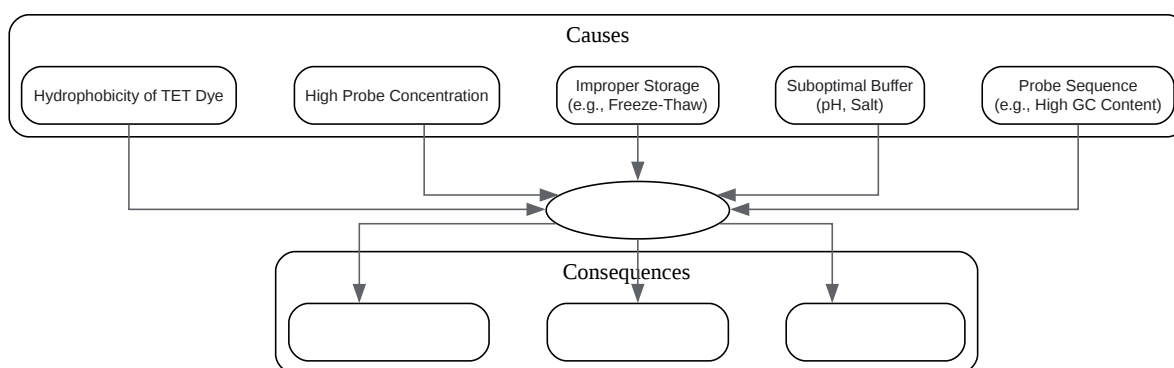 Causes
Hydrophobicity of TET Dye
High Probe Concentration
Improper Storage
(e.g., Freeze-Thaw)
Suboptimal Buffer
(pH, Salt)
Probe Sequence
(e.g., High GC Content)
Consequences